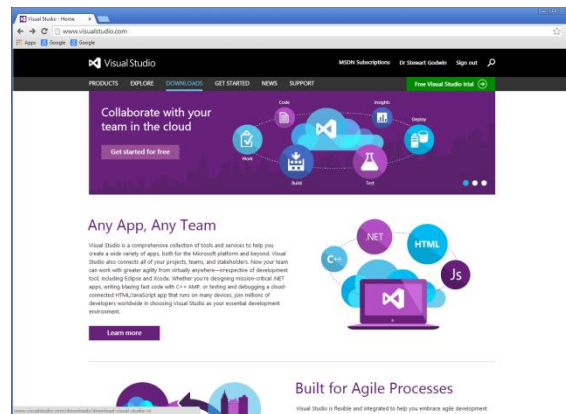 Visual Studio - Home
www.visualstudio.com
Apps Google Google
Visual Studio
MSDN Subscriptions Dr Stewart Godwin Sign out
PRODUCTS EXPLORE DOWNLOADS GET STARTED NEWS SUPPORT
Free Visual Studio trial
Collaborate with your
team in the cloud
Get started for free
Code
Insights
Deploy
Work
Build
Test
Any App, Any Team
Visual Studio is a comprehensive collection of tools and services to help you
create a wide variety of apps, both for the Microsoft platform and beyond. Visual
Studio also connects all of your projects, teams, and stakeholders. Now your team
can work with greater agility from virtually anywhere—irrespective of development
tool, including Eclipse and Xcode. Whether you're designing mission-critical .NET
apps, writing blazing fast code with C++ AMP, or testing and debugging a cloud-
connected HTML/JavaScript app that runs on many devices, join millions of
developers worldwide in choosing Visual Studio as your essential development
environment.
Learn more
.NET
HTML
C++
Js
Built for Agile Processes
Visual Studio is flexible and integrated to help you embrace agile development
www.visualstudio.com/downloads/download-visual-studio-vs